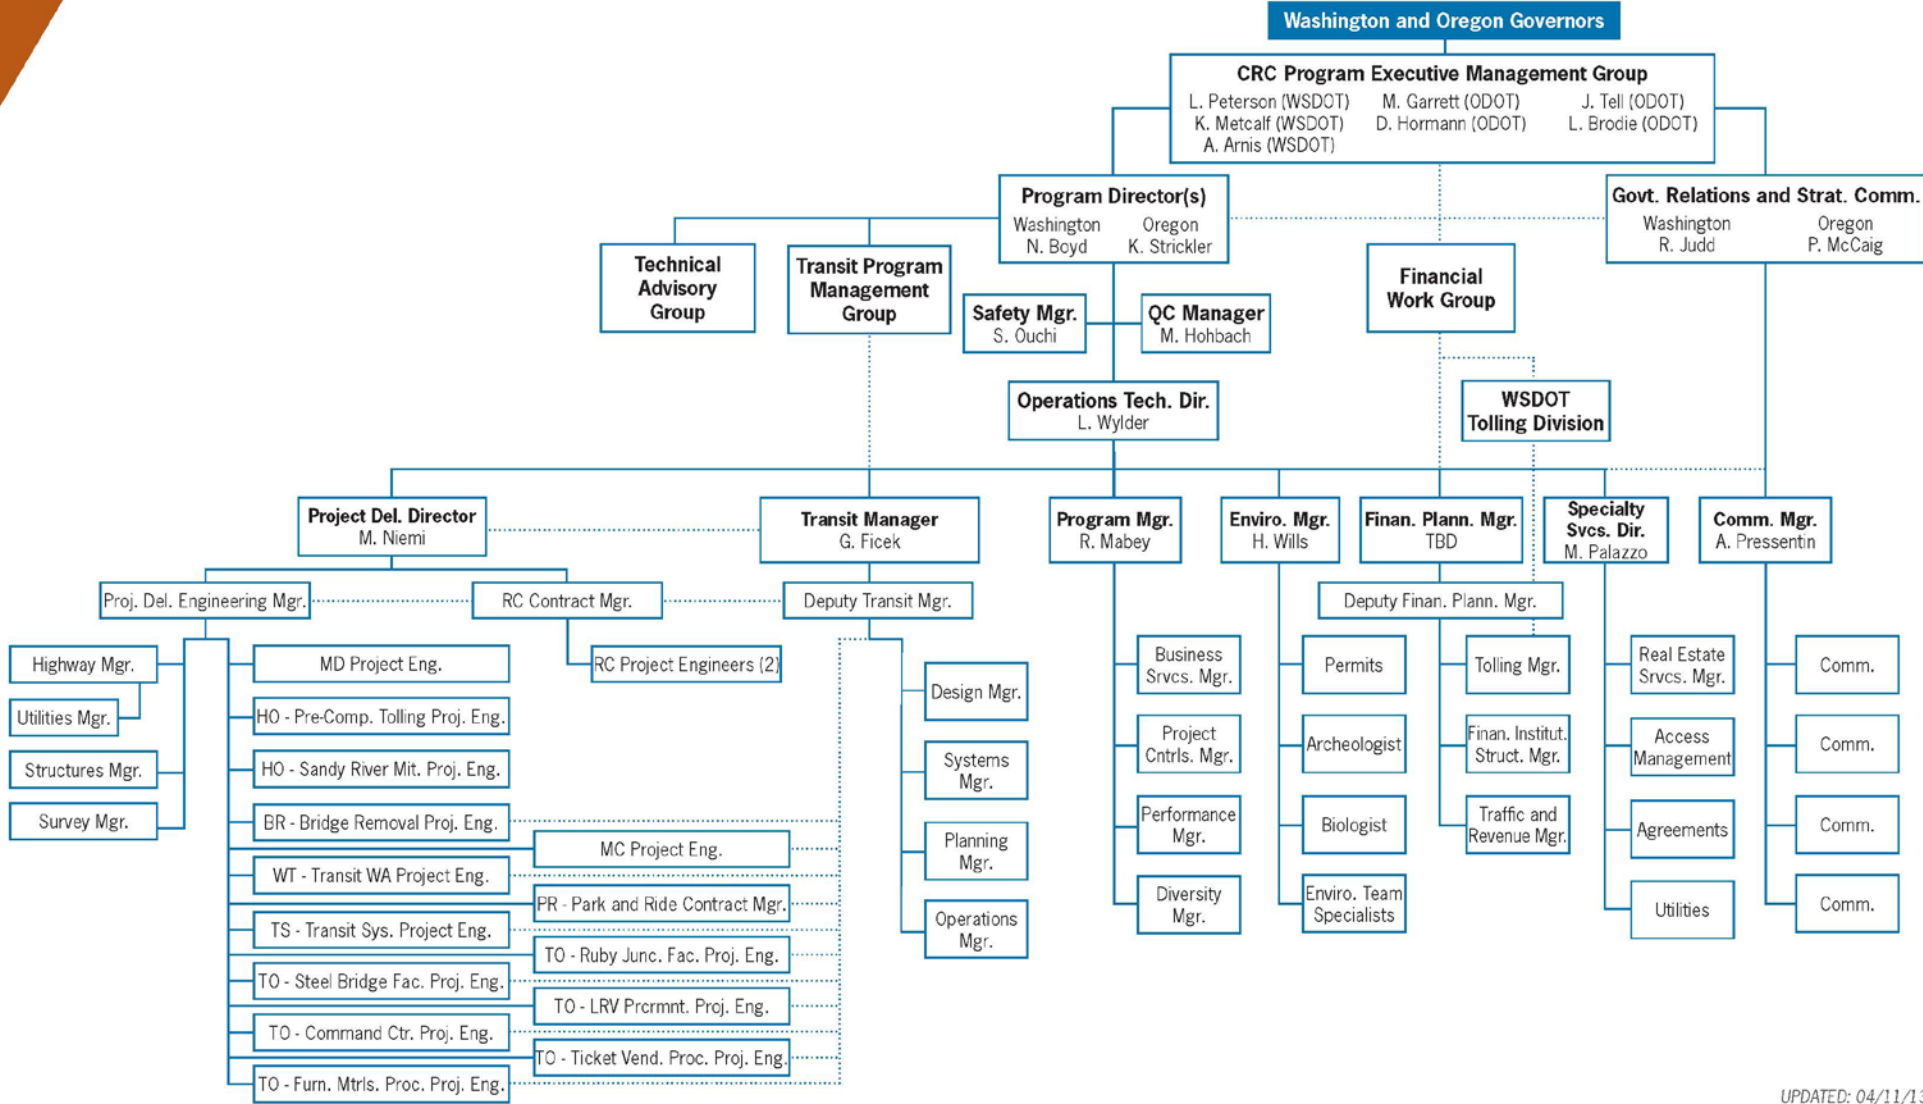 Washington and Oregon Governors
CRC Program Executive Management Group
L. Peterson (WSDOT) M. Garrett (ODOT) J. Tell (ODOT)
K. Metcalf (WSDOT) D. Hormann (ODOT) L. Brodie (ODOT)
A. Arnis (WSDOT)
Program Director(s)
Washington Oregon
N. Boyd K. Strickler
Govt. Relations and Strat. Comm.
Washington Oregon
R. Judd P. McCaig
Technical
Advisory
Group
Transit Program
Management
Group
Financial
Work Group
Safety Mgr.
S. Ouchi
QC Manager
M. Hohbach
Operations Tech. Dir.
L. Wylder
WSDOT
Tolling Division
Project Del. Director
M. Niemi
Transit Manager
G. Ficek
Program Mgr.
R. Mabey
Enviro. Mgr.
H. Wills
Finan. Plann. Mgr.
TBD
Specialty
Svcs. Dir.
M. Palazzo
Comm. Mgr.
A. Pressentin
Proj. Del. Engineering Mgr.
RC Contract Mgr.
Deputy Transit Mgr.
Deputy Finan. Plann. Mgr.
Highway Mgr.
Utilities Mgr.
Structures Mgr.
Survey Mgr.
MD Project Eng.
HO - Pre-Comp. Tolling Proj. Eng.
HO - Sandy River Mit. Proj. Eng.
BR - Bridge Removal Proj. Eng.
MC Project Eng.
WT - Transit WA Project Eng.
PR - Park and Ride Contract Mgr.
TS - Transit Sys. Project Eng.
TO - Ruby Junc. Fac. Proj. Eng.
TO - Steel Bridge Fac. Proj. Eng.
TO - LRV Prcrmnt. Proj. Eng.
TO - Command Ctr. Proj. Eng.
TO - Ticket Vend. Proc. Proj. Eng.
TO - Furn. Mtrls. Proc. Proj. Eng.
RC Project Engineers (2)
Design Mgr.
Systems
Mgr.
Planning
Mgr.
Operations
Mgr.
Business
Srvcs. Mgr.
Project
Cntrls. Mgr.
Performance
Mgr.
Diversity
Mgr.
Permits
Archeologist
Biologist
Enviro. Team
Specialists
Tolling Mgr.
Finan. Institut.
Struct. Mgr.
Traffic and
Revenue Mgr.
Real Estate
Srvcs. Mgr.
Access
Management
Agreements
Utilities
Comm.
Comm.
Comm.
Comm.
UPDATED: 04/11/13